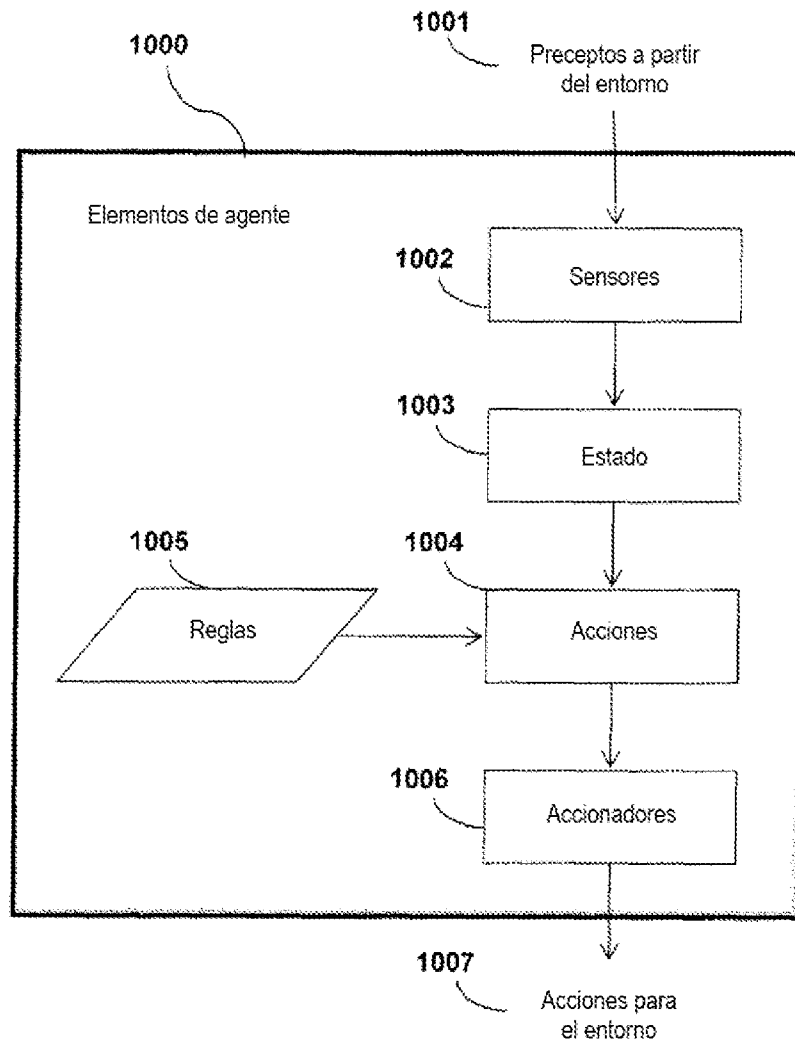 1001
Preceptos a partir
del entorno
1000
Elementos de agente
1002
Sensores
1003
Estado
1005
Reglas
1004
Acciones
1006
Accionadores
1007
Acciones para
el entorno